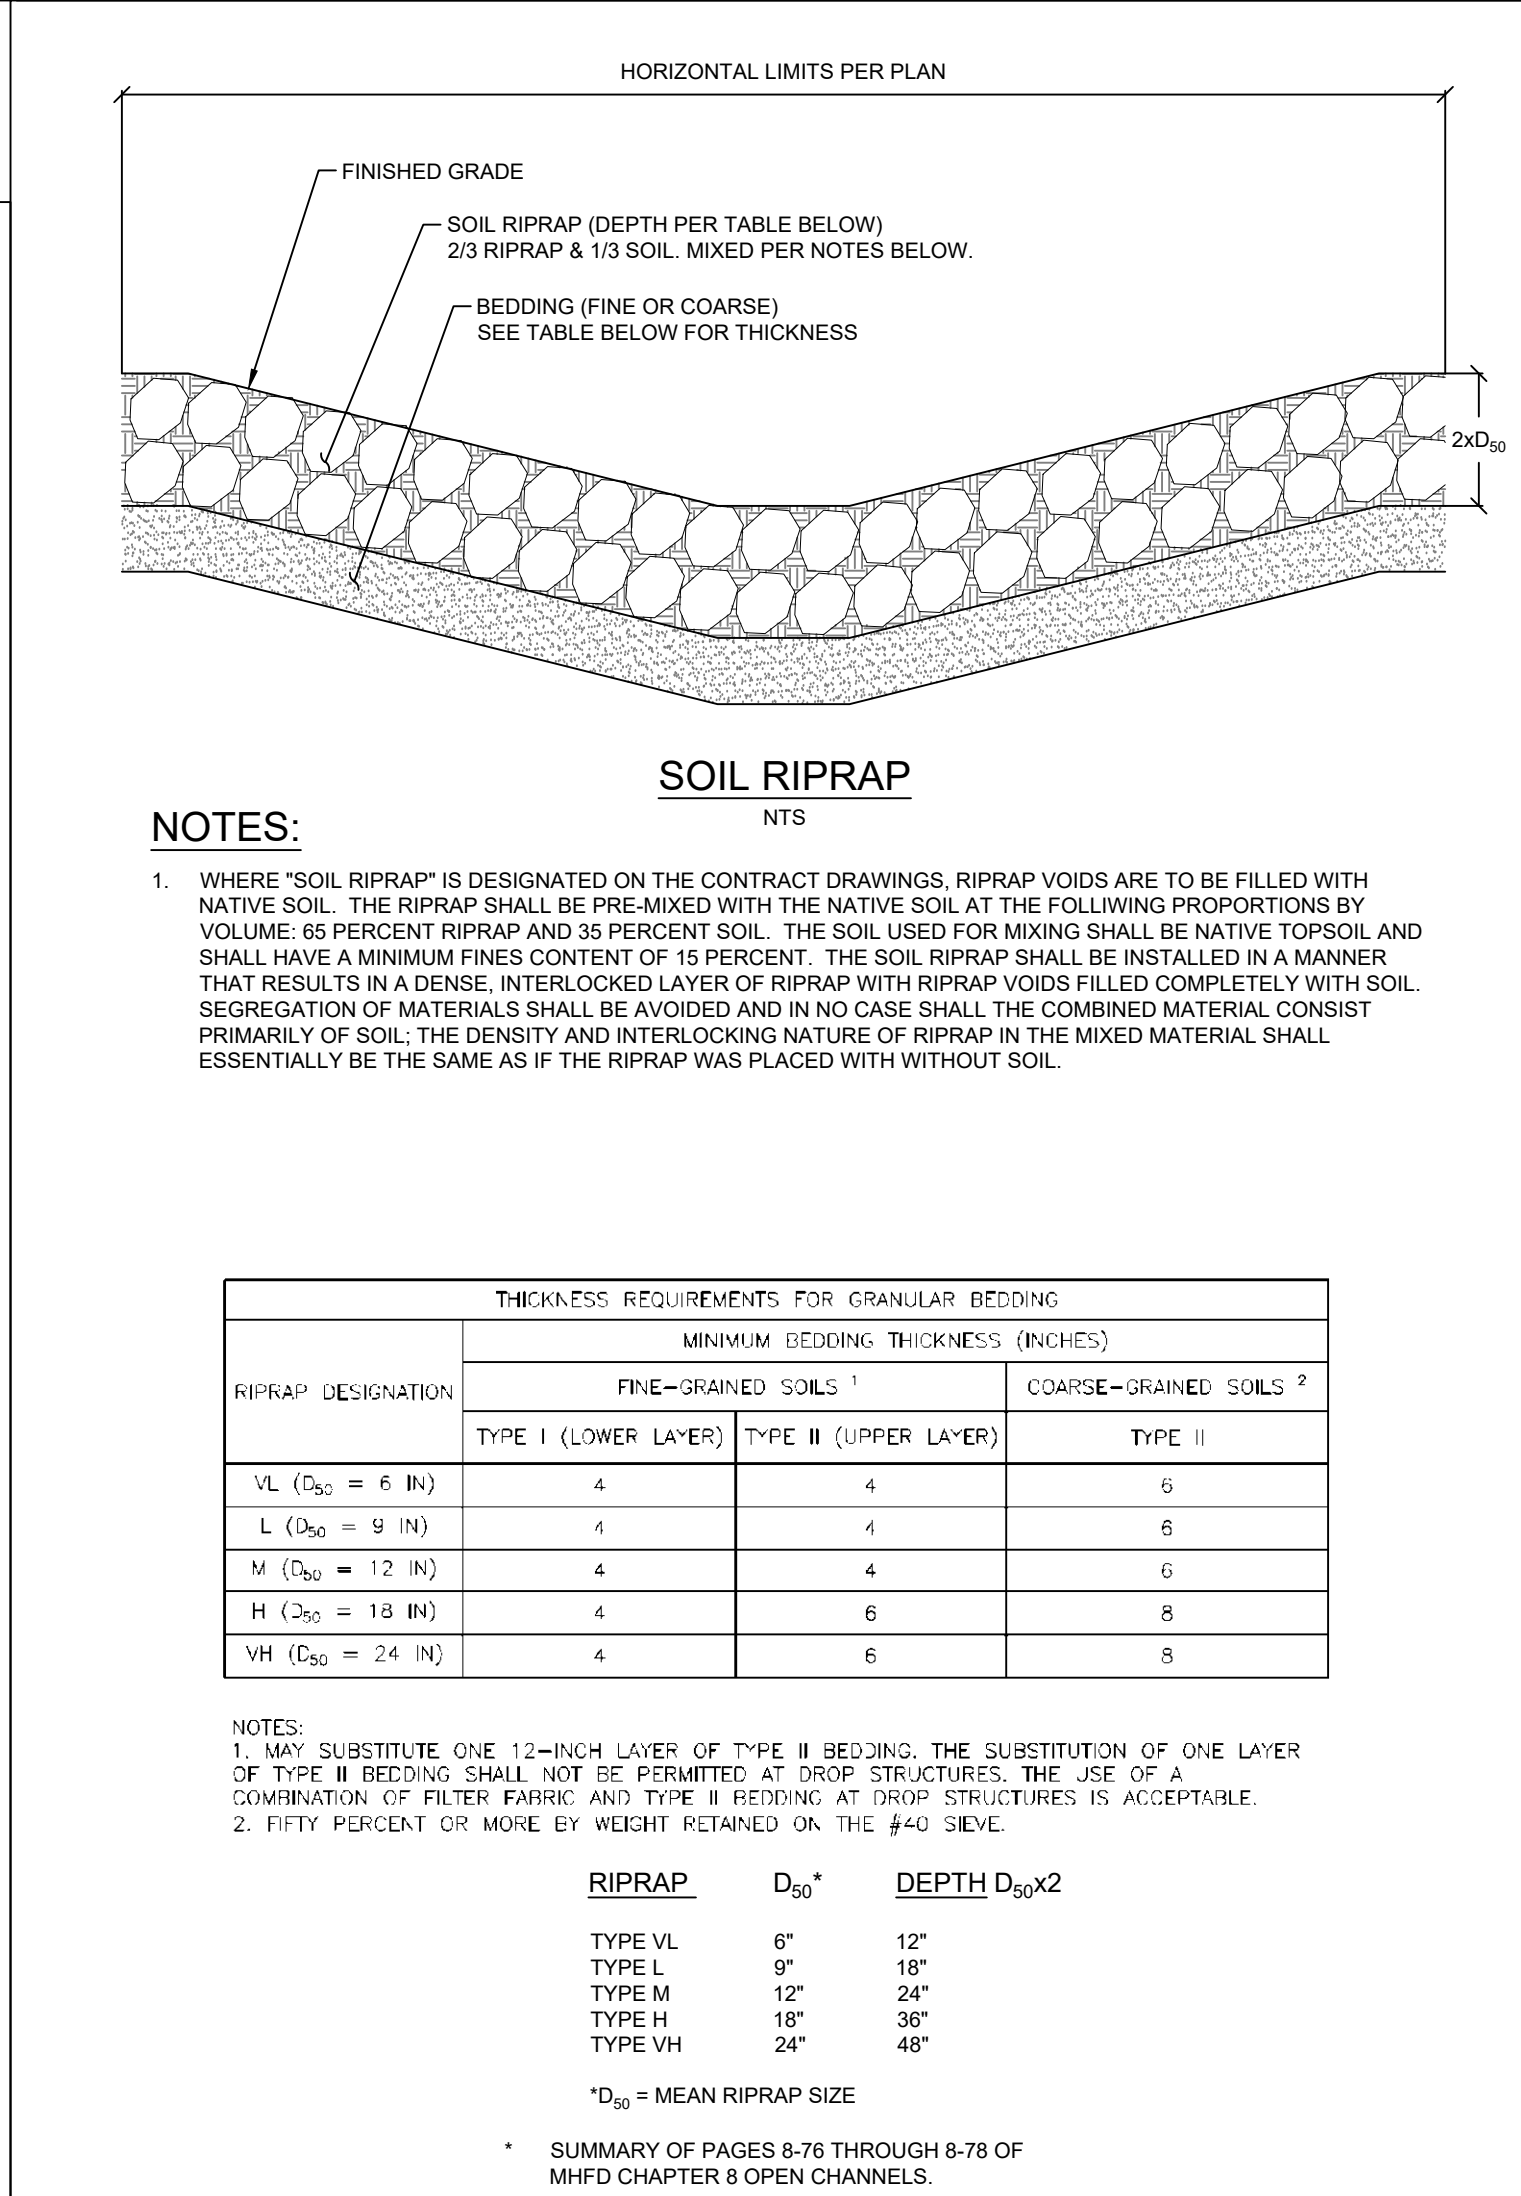 HORIZONTAL LIMITS PER PLAN
FINISHED GRADE
SOIL RIPRAP (DEPTH PER TABLE BELOW)
2/3 RIPRAP & 1/3 SOIL. MIXED PER NOTES BELOW.
BEDDING (FINE OR COARSE)
SEE TABLE BELOW FOR THICKNESS
2xD50
SOIL RIPRAP
NTS
NOTES:
1. WHERE "SOIL RIPRAP" IS DESIGNATED ON THE CONTRACT DRAWINGS, RIPRAP VOIDS ARE TO BE FILLED WITH
NATIVE SOIL. THE RIPRAP SHALL BE PRE-MIXED WITH THE NATIVE SOIL AT THE FOLLIWING PROPORTIONS BY
VOLUME: 65 PERCENT RIPRAP AND 35 PERCENT SOIL. THE SOIL USED FOR MIXING SHALL BE NATIVE TOPSOIL AND
SHALL HAVE A MINIMUM FINES CONTENT OF 15 PERCENT. THE SOIL RIPRAP SHALL BE INSTALLED IN A MANNER
THAT RESULTS IN A DENSE, INTERLOCKED LAYER OF RIPRAP WITH RIPRAP VOIDS FILLED COMPLETELY WITH SOIL.
SEGREGATION OF MATERIALS SHALL BE AVOIDED AND IN NO CASE SHALL THE COMBINED MATERIAL CONSIST
PRIMARILY OF SOIL; THE DENSITY AND INTERLOCKING NATURE OF RIPRAP IN THE MIXED MATERIAL SHALL
ESSENTIALLY BE THE SAME AS IF THE RIPRAP WAS PLACED WITH WITHOUT SOIL.
THICKNESS REQUIREMENTS FOR GRANULAR BEDDING
MINIMUM BEDDING THICKNESS (INCHES)
RIPRAP DESIGNATION
FINE-GRAINED SOILS 1
COARSE-GRAINED SOILS 2
TYPE I (LOWER LAYER) TYPE II (UPPER LAYER) TYPE II
VL (D50 = 6 IN) 4 4 6
L (D50 = 9 IN) 4 4 6
M (D50 = 12 IN) 4 4 6
H (D50 = 18 IN) 4 6 8
VH (D50 = 24 IN) 4 6 8
NOTES:
1. MAY SUBSTITUTE ONE 12-INCH LAYER OF TYPE II BEDDING. THE SUBSTITUTION OF ONE LAYER
OF TYPE II BEDDING SHALL NOT BE PERMITTED AT DROP STRUCTURES. THE USE OF A
COMBINATION OF FILTER FABRIC AND TYPE II BEDDING AT DROP STRUCTURES IS ACCEPTABLE.
2. FIFTY PERCENT OR MORE BY WEIGHT RETAINED ON THE #40 SIEVE.
RIPRAP D50* DEPTH D50x2
TYPE VL 6" 12"
TYPE L 9" 18"
TYPE M 12" 24"
TYPE H 18" 36"
TYPE VH 24" 48"
*D50 = MEAN RIPRAP SIZE
* SUMMARY OF PAGES 8-76 THROUGH 8-78 OF
MHFD CHAPTER 8 OPEN CHANNELS.